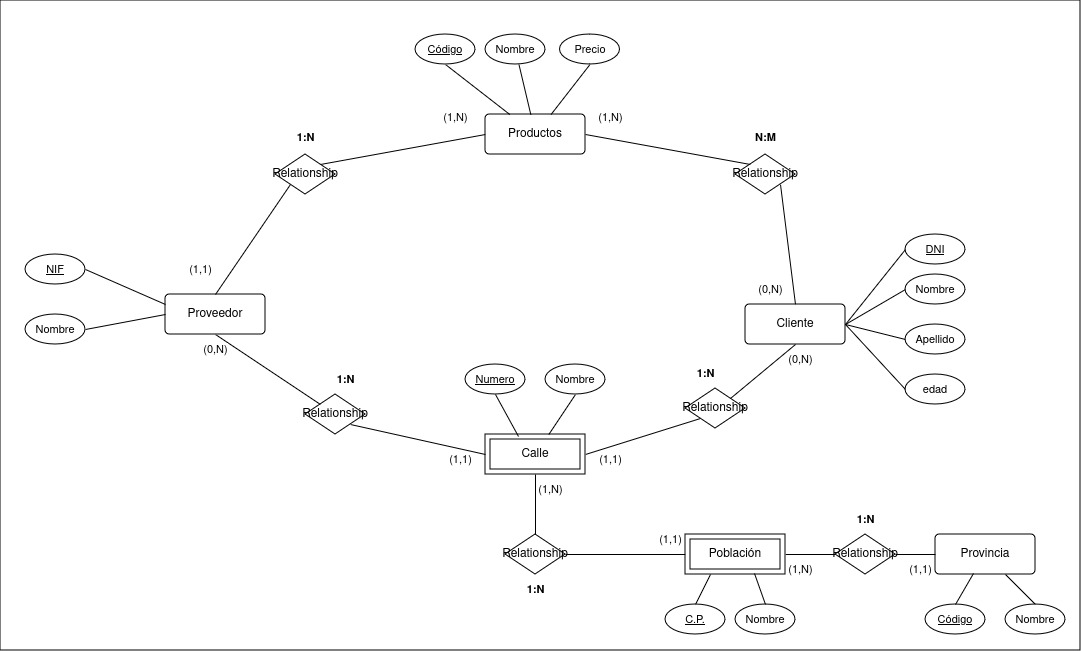 Código
Nombre
Precio
(1,N)
Productos
(1,N)
1:N
Relationship
N:M
Relationship
(1,1)
NIF
Nombre
Proveedor
(0,N)
(0,N)
Cliente
(0,N)
DNI
Nombre
Apellido
edad
1:N
Relationship
Numero
Nombre
1:N
Relationship
(1,1)
Calle
(1,1)
(1,N)
Relationship
1:N
(1,1)
Población
(1,N)
1:N
Relationship
(1,1)
Provincia
C.P.
Nombre
Código
Nombre